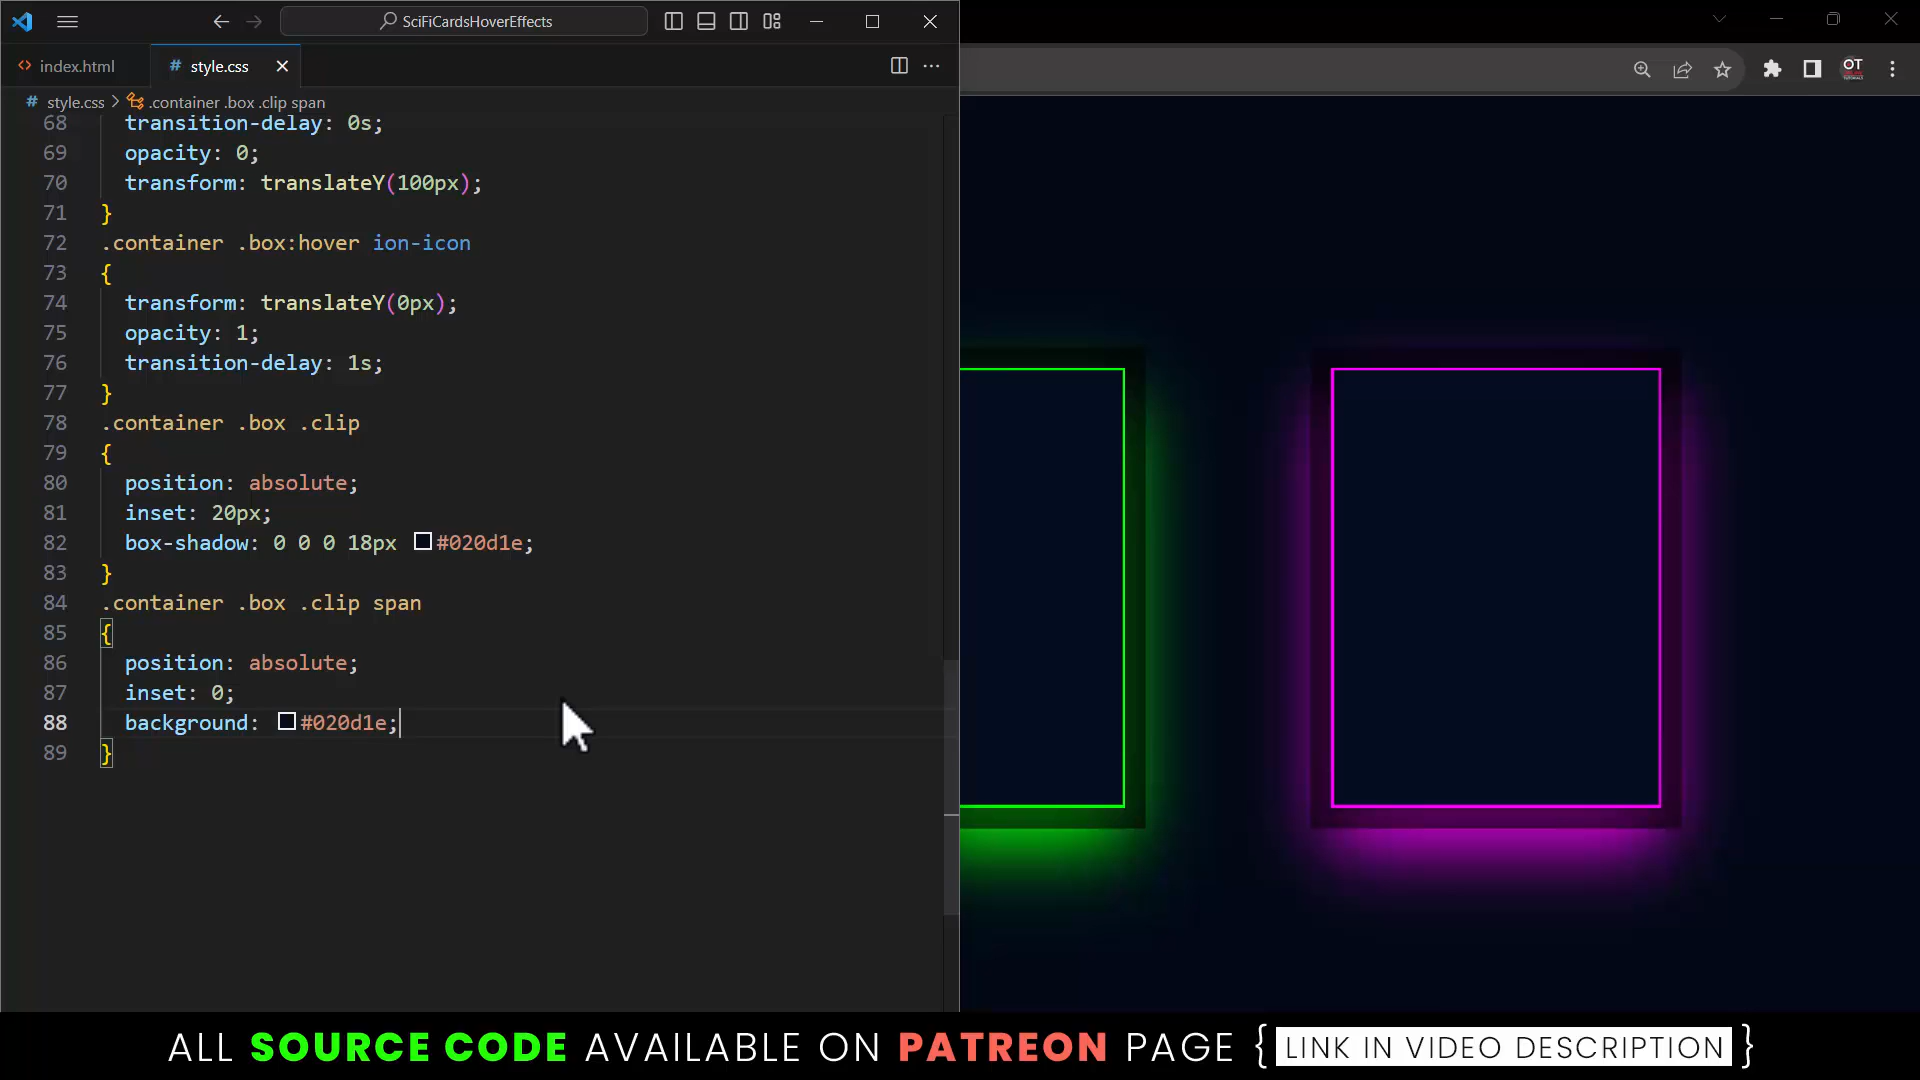 SciFiCardsHoverEffects
index.html
style.css
style.css > .container .box .clip span
68 transition-delay: 0s;
69 opacity: 0;
70 transform: translateY(100px);
71 }
72 .container .box:hover ion-icon
73 {
74 transform: translateY(0px);
75 opacity: 1;
76 transition-delay: 1s;
77 }
78 .container .box .clip
79 {
80 position: absolute;
81 inset: 20px;
82 box-shadow: 0 0 0 18px #020d1e;
83 }
84 .container .box .clip span
85 {
86 position: absolute;
87 inset: 0;
88 background: #020d1e;
89 }
OT
ALL SOURCE CODE AVAILABLE ON PATREON PAGE { LINK IN VIDEO DESCRIPTION }